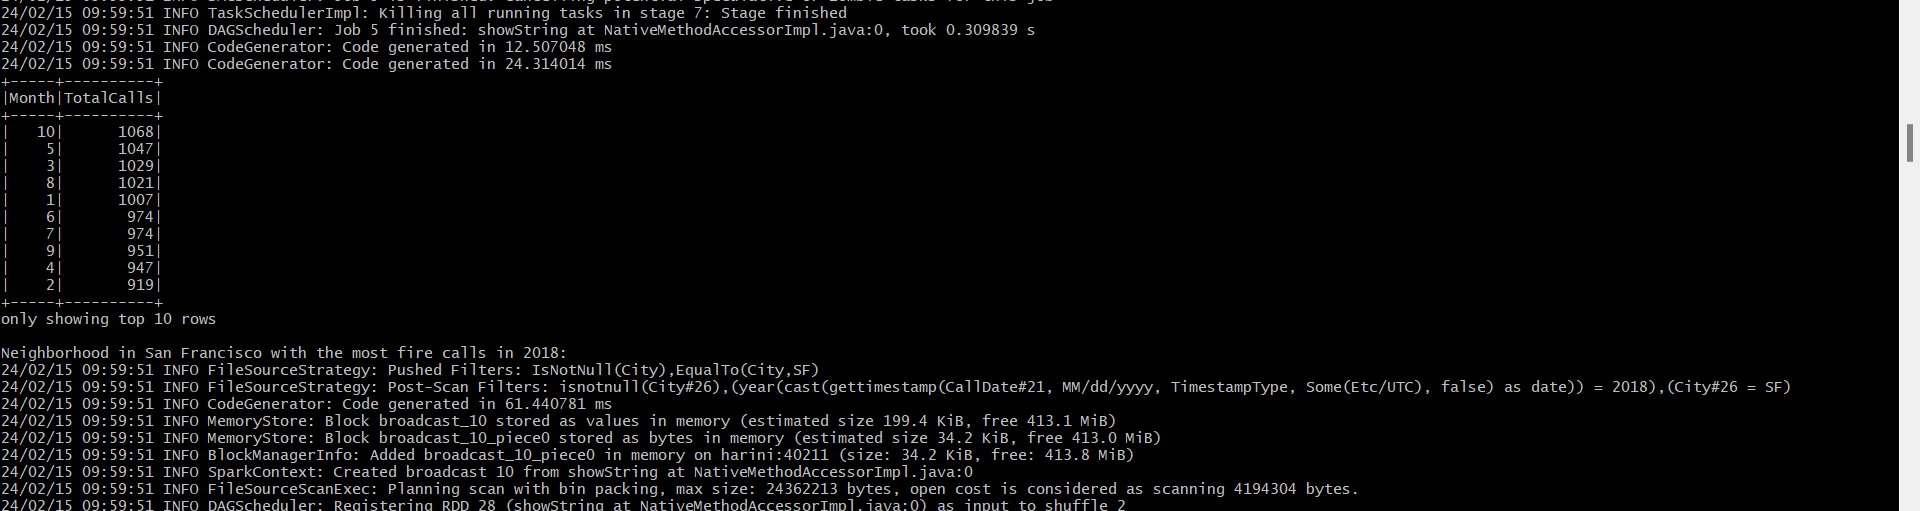 24/02/15 09:59:51 INFO TaskSchedulerImpl: Killing all running tasks in stage 7: Stage finished
24/02/15 09:59:51 INFO DAGScheduler: Job 5 finished: showString at NativeMethodAccessorImpl.java:0, took 0.309839 s
24/02/15 09:59:51 INFO CodeGenerator: Code generated in 12.507048 ms
24/02/15 09:59:51 INFO CodeGenerator: Code generated in 24.314014 ms
+-----+----------+
|Month|TotalCalls|
+-----+----------+
|   10|      1068|
|    5|      1047|
|    3|      1029|
|    8|      1021|
|    1|      1007|
|    6|       974|
|    7|       974|
|    9|       951|
|    4|       947|
|    2|       919|
+-----+----------+
only showing top 10 rows
Neighborhood in San Francisco with the most fire calls in 2018:
24/02/15 09:59:51 INFO FileSourceStrategy: Pushed Filters: IsNotNull(City),EqualTo(City,SF)
24/02/15 09:59:51 INFO FileSourceStrategy: Post-Scan Filters: isnotnull(City#26),(year(cast(gettimestamp(CallDate#21, MM/dd/yyyy, TimestampType, Some(Etc/UTC), false) as date)) = 2018),(City#26 = SF)
24/02/15 09:59:51 INFO CodeGenerator: Code generated in 61.440781 ms
24/02/15 09:59:51 INFO MemoryStore: Block broadcast_10 stored as values in memory (estimated size 199.4 KiB, free 413.1 MiB)
24/02/15 09:59:51 INFO MemoryStore: Block broadcast_10_piece0 stored as bytes in memory (estimated size 34.2 KiB, free 413.0 MiB)
24/02/15 09:59:51 INFO BlockManagerInfo: Added broadcast_10_piece0 in memory on harini:40211 (size: 34.2 KiB, free: 413.8 MiB)
24/02/15 09:59:51 INFO SparkContext: Created broadcast 10 from showString at NativeMethodAccessorImpl.java:0
24/02/15 09:59:51 INFO FileSourceScanExec: Planning scan with bin packing, max size: 24362213 bytes, open cost is considered as scanning 4194304 bytes.
24/02/15 09:59:51 INFO DAGScheduler: Registering RDD 28 (showString at NativeMethodAccessorImpl.java:0) as input to shuffle 2